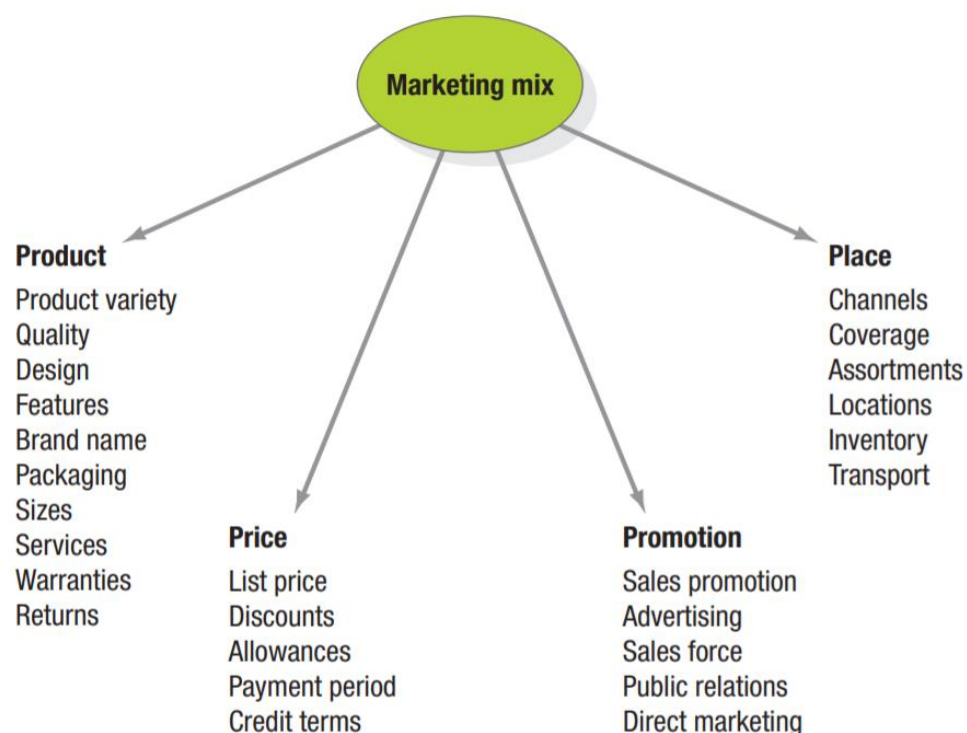 Marketing mix
Product
Product variety
Quality
Design
Features
Brand name
Packaging
Sizes
Services
Warranties
Returns
Price
List price
Discounts
Allowances
Payment period
Credit terms
Promotion
Sales promotion
Advertising
Sales force
Public relations
Direct marketing
Place
Channels
Coverage
Assortments
Locations
Inventory
Transport